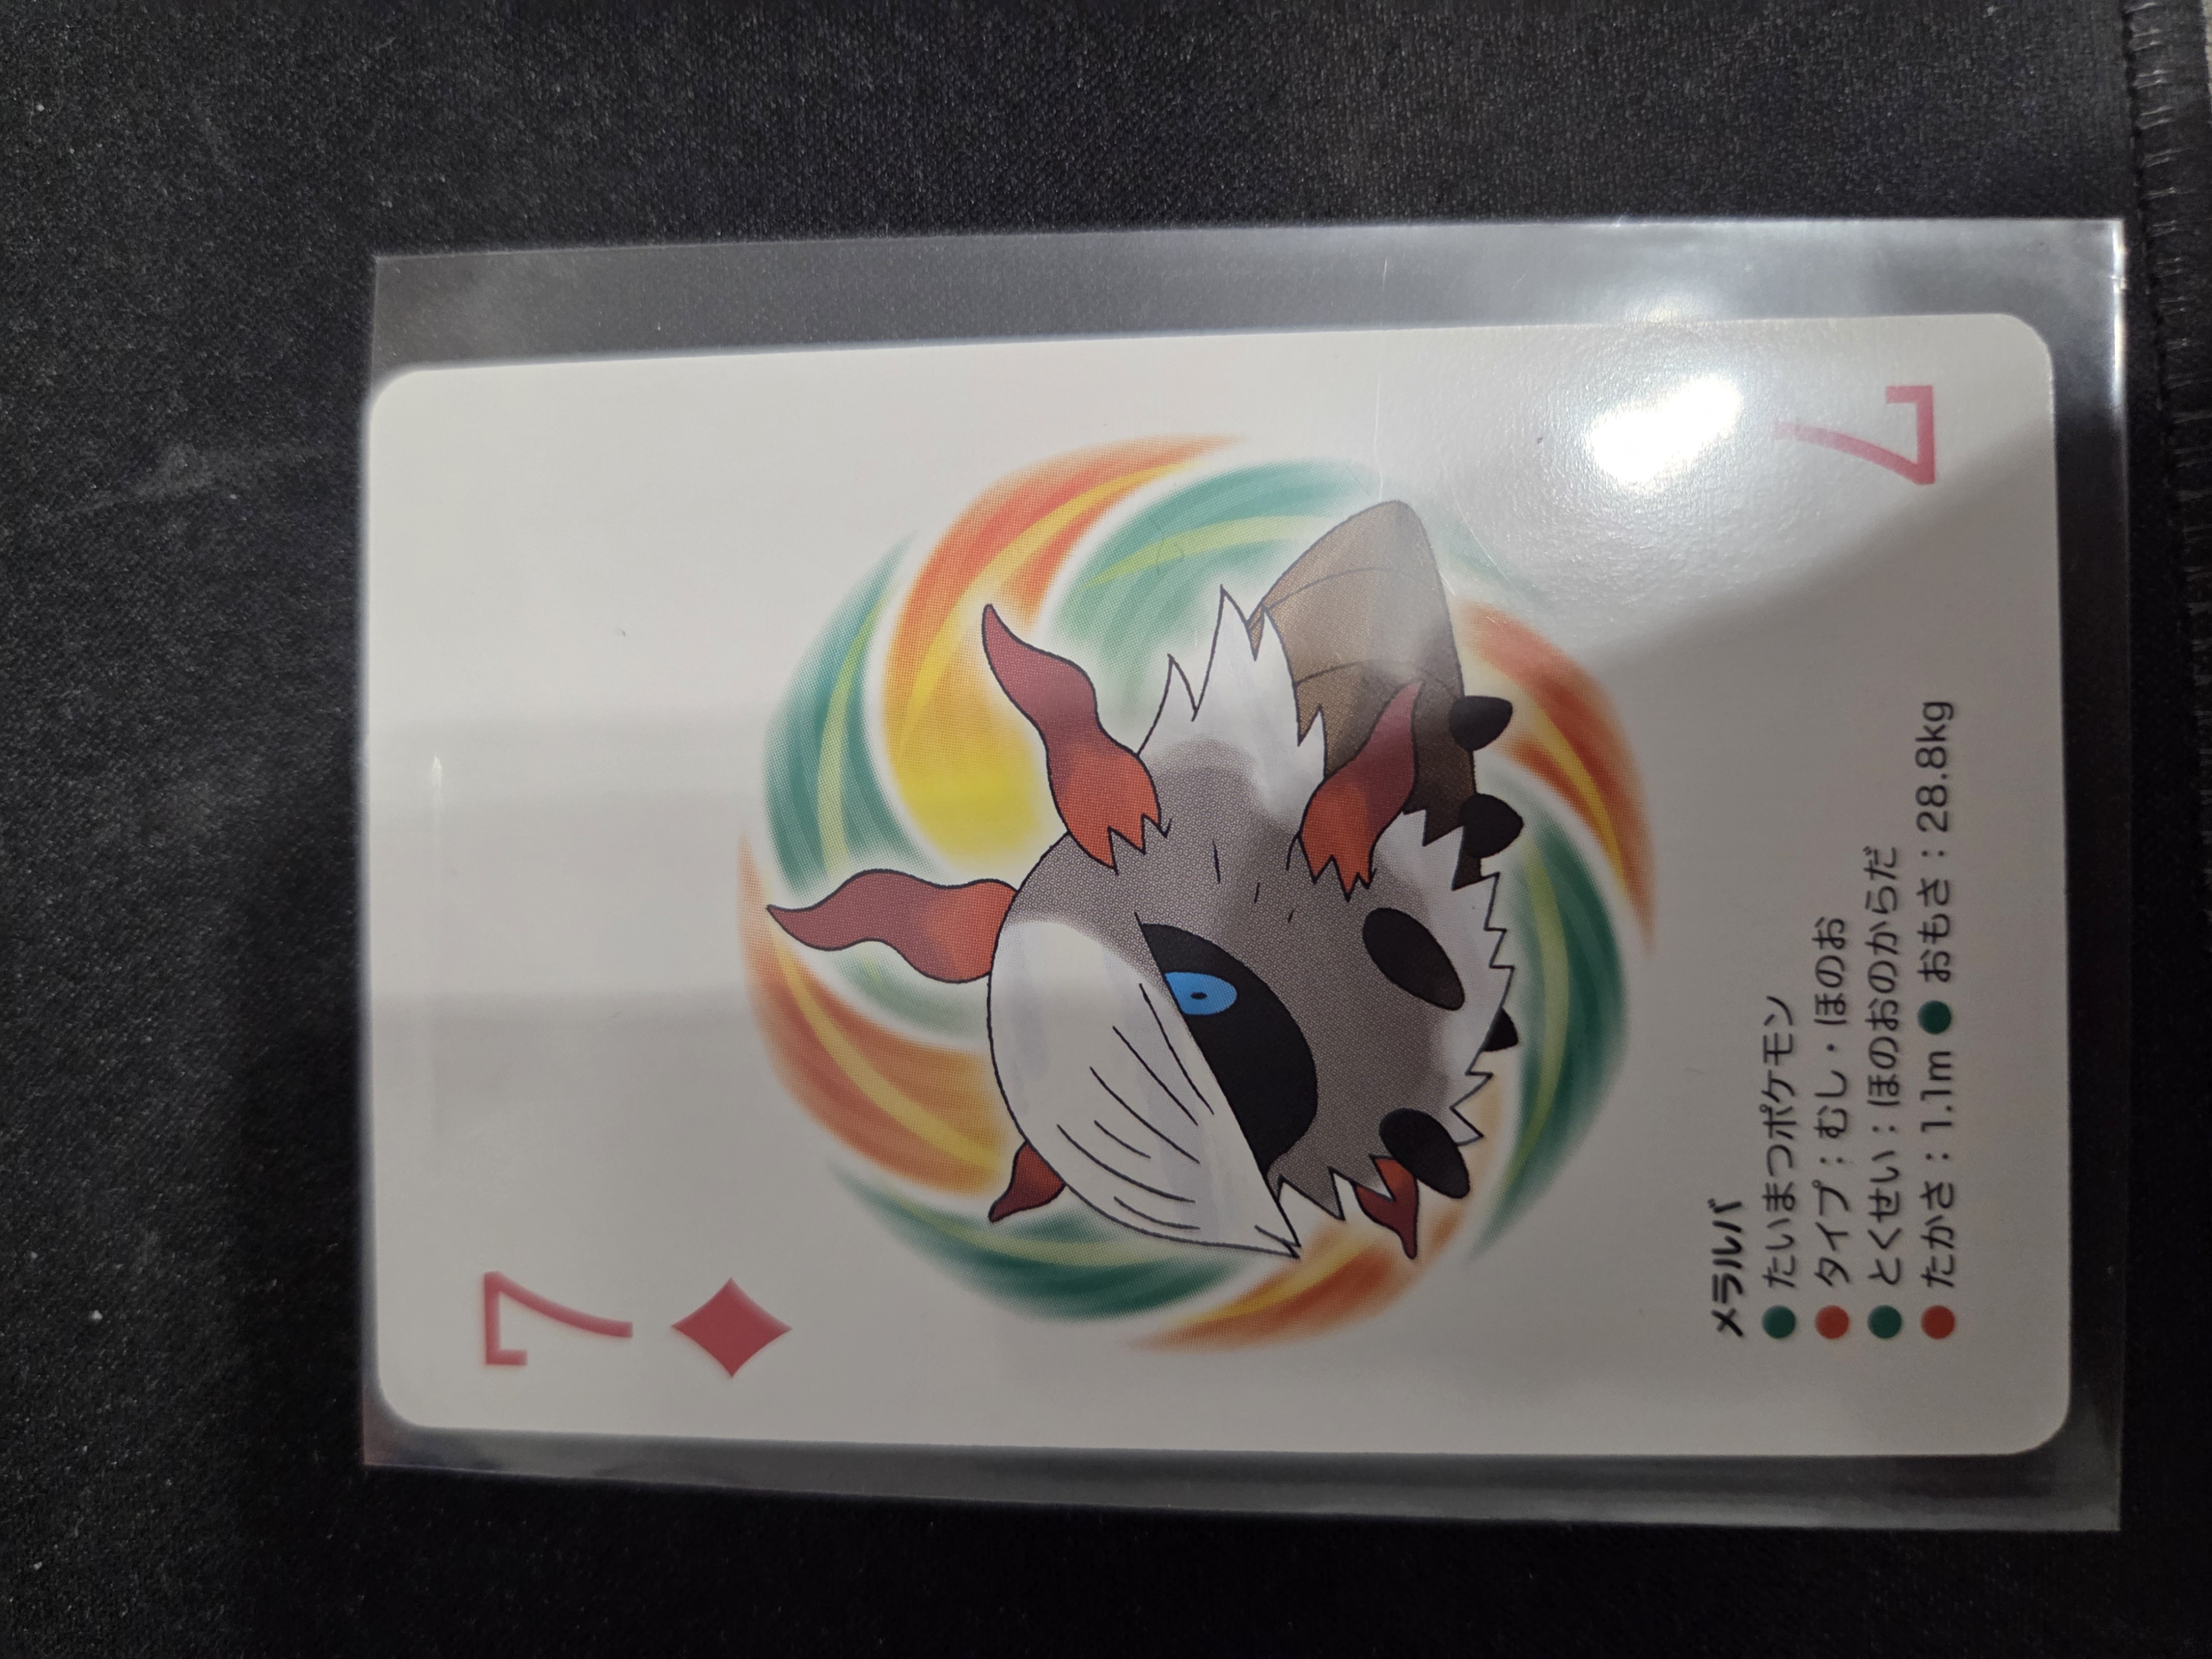 7
メラルバ
たいまつポケモン
タイプ：むし・ほのお
とくせい：ほのおのからだ
たかさ：1.1m おもさ：28.8kg
7